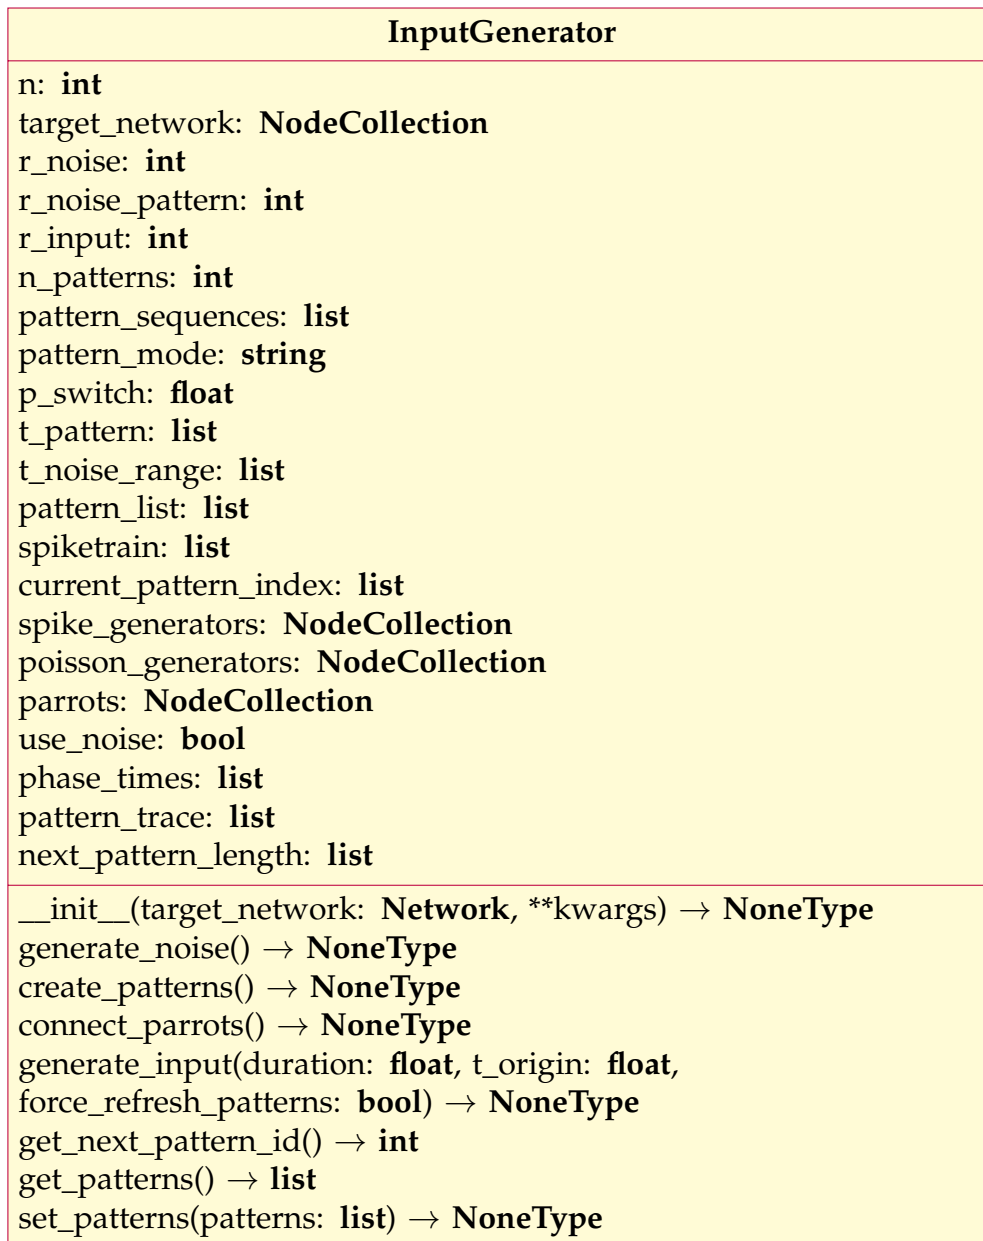 InputGenerator
n: int
target_network: NodeCollection
r_noise: int
r_noise_pattern: int
r_input: int
n_patterns: int
pattern_sequences: list
pattern_mode: string
p_switch: float
t_pattern: list
t_noise_range: list
pattern_list: list
spiketrain: list
current_pattern_index: list
spike_generators: NodeCollection
poisson_generators: NodeCollection
parrots: NodeCollection
use_noise: bool
phase_times: list
pattern_trace: list
next_pattern_length: list
__init__(target_network: Network, **kwargs) → NoneType
generate_noise() → NoneType
create_patterns() → NoneType
connect_parrots() → NoneType
generate_input(duration: float, t_origin: float,
force_refresh_patterns: bool) → NoneType
get_next_pattern_id() → int
get_patterns() → list
set_patterns(patterns: list) → NoneType